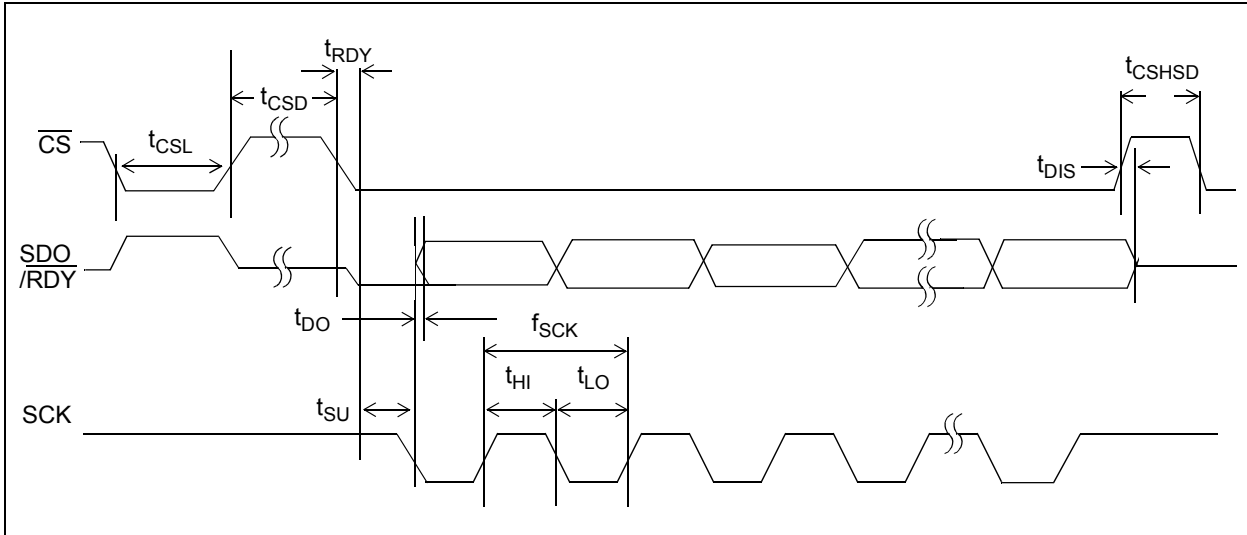 tRDY
tCSHSD
tCSD
CS
tCSL
tDIS
SDO
/RDY
tDO
fSCK
tHI
tLO
tSU
SCK